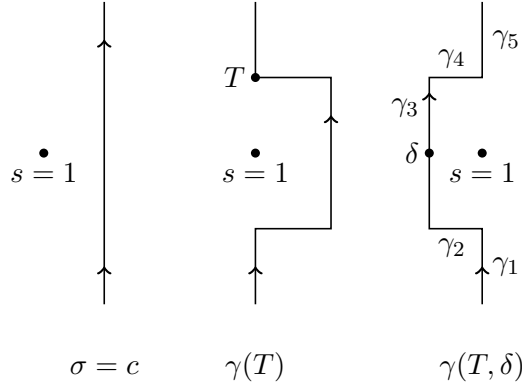 γ₅
γ₄
T
γ₃
δ
s = 1
s = 1
s = 1
γ₂
γ₁
σ = c
γ(T)
γ(T, δ)